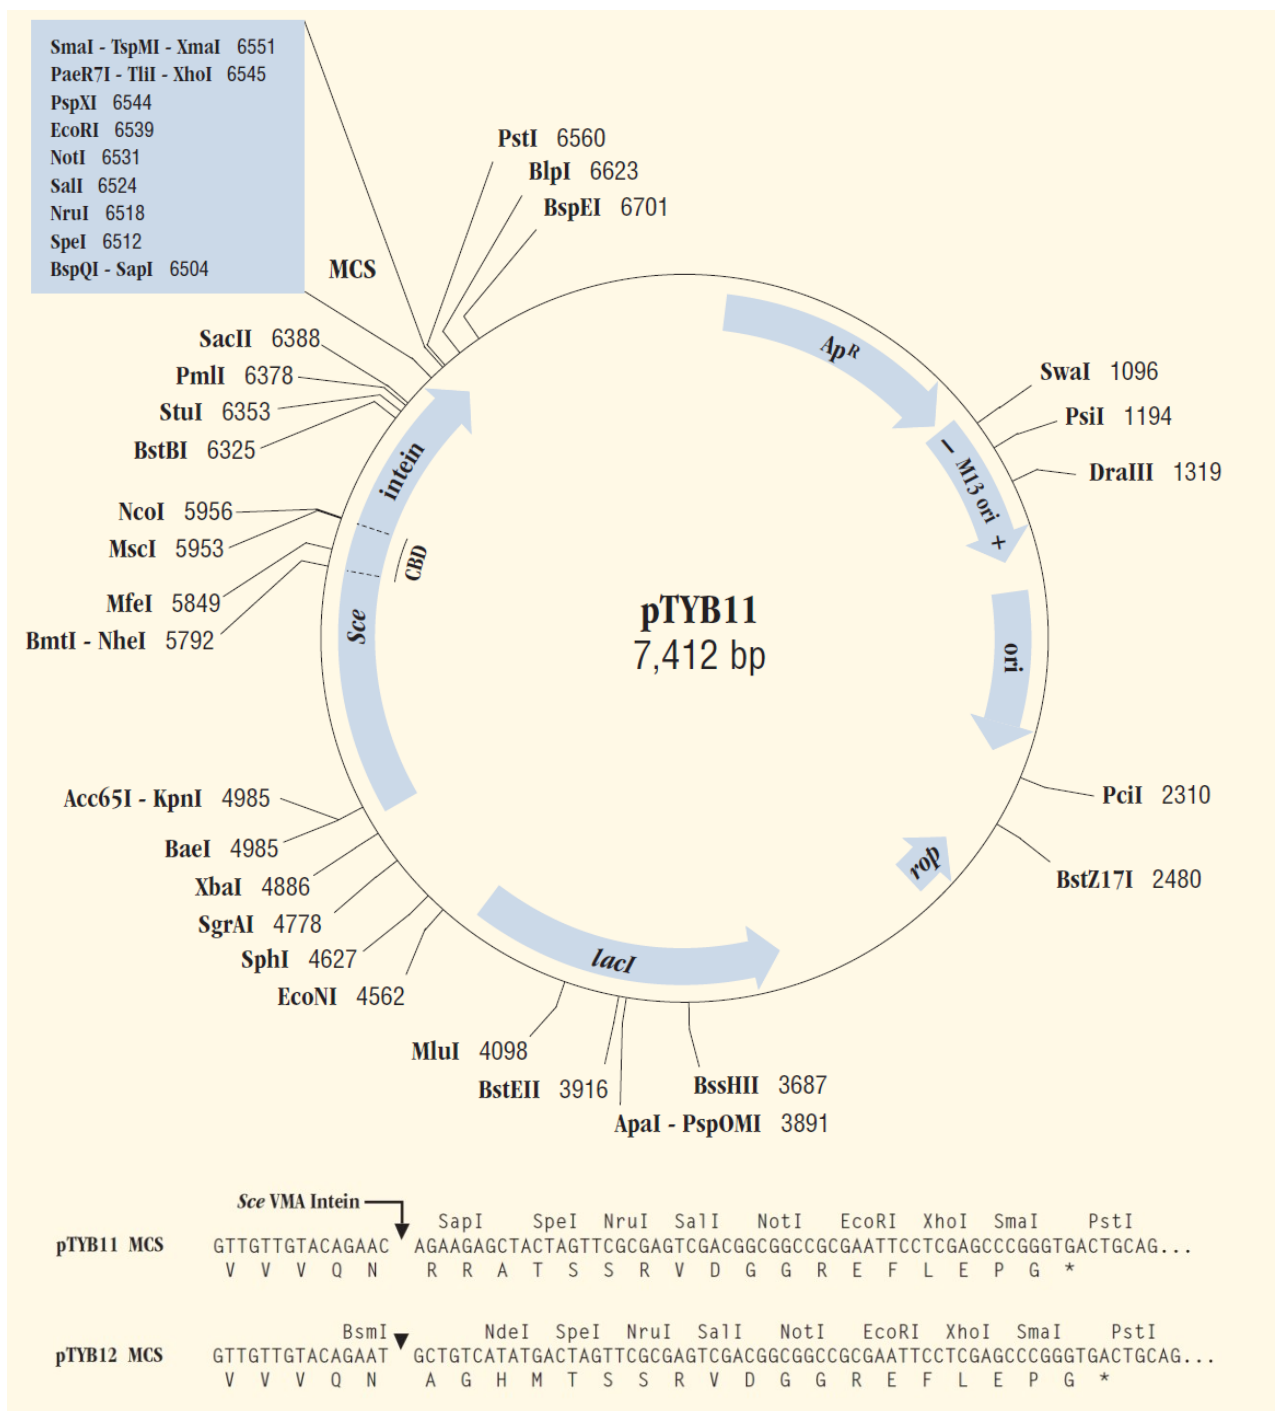 SmaI - TspMI - XmaI 6551
PaeR7I - TliI - XhoI 6545
PspXI 6544
EcoRI 6539
NotI 6531
SalI 6524
NruI 6518
SpeI 6512
BspQI - SapI 6504
MCS
PstI 6560
BlpI 6623
BspEI 6701
SacII 6388
PmlI 6378
StuI 6353
BstBI 6325
NcoI 5956
MscI 5953
MfeI 5849
BmtI - NheI 5792
Acc65I - KpnI 4985
BaeI 4985
XbaI 4886
SgrAI 4778
SphI 4627
EcoNI 4562
MluI 4098
BstEII 3916
ApaI - PspOMI 3891
BssHII 3687
SwaI 1096
PsiI 1194
DraIII 1319
PciI 2310
BstZ17I 2480
ApR
− M13 ori +
ori
rop
lacI
Sce
intein
CBD
pTYB11
7,412 bp
Sce VMA Intein
SapI SpeI NruI SalI NotI EcoRI XhoI SmaI PstI
pTYB11 MCS GTTGTTGTACAGAAC AGAAGAGCTACTAGTTCGCGAGTCGACGGCGGCCGCGAATTCCTCGAGCCCGGGTGACTGCAG...
V V V Q N R R A T S S R V D G G R E F L E P G *
BsmI NdeI SpeI NruI SalI NotI EcoRI XhoI SmaI PstI
pTYB12 MCS GTTGTTGTACAGAAT GCTGTCATATGACTAGTTCGCGAGTCGACGGCGGCCGCGAATTCCTCGAGCCCGGGTGACTGCAG...
V V V Q N A G H M T S S R V D G G R E F L E P G *